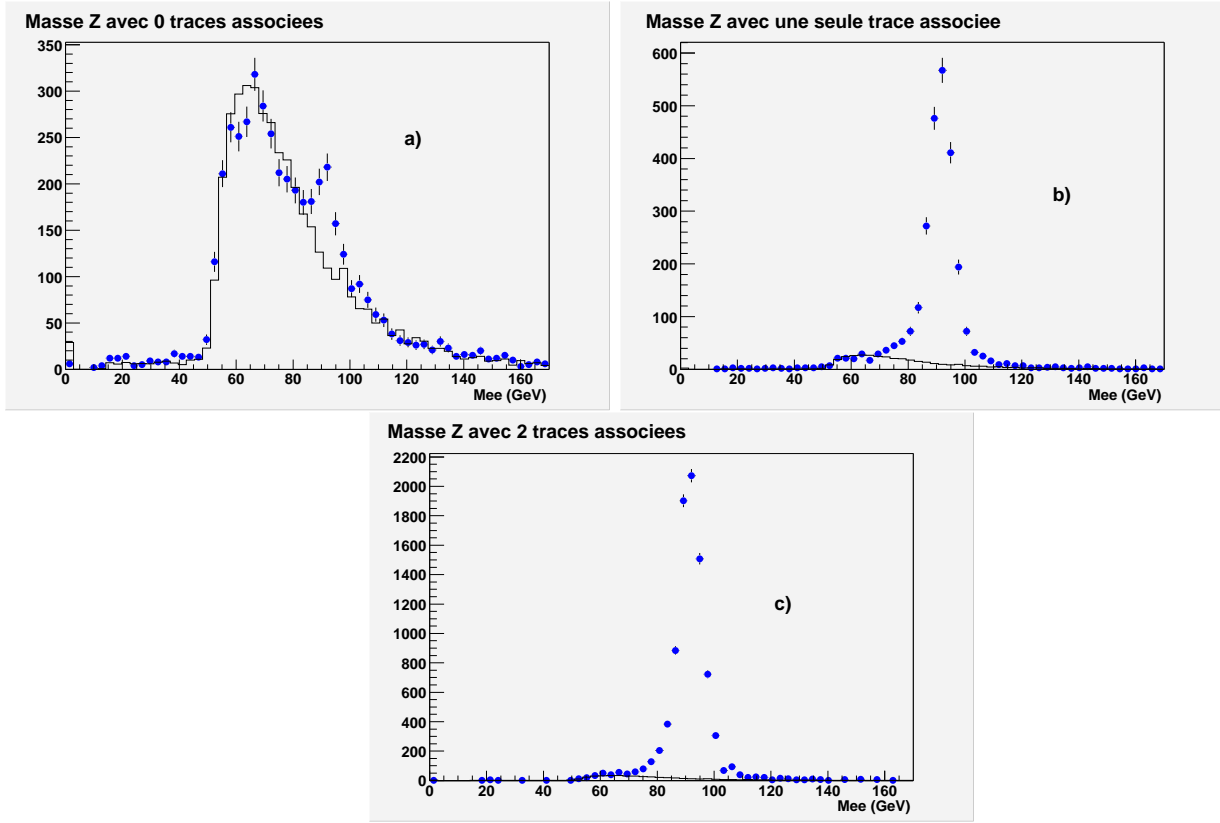 Masse Z avec 0 traces associees
350
300
250
200
150
100
50
0
a)
0 20 40 60 80 100 120 140 160
Mee (GeV)
Masse Z avec une seule trace associee
600
500
400
300
200
100
0
b)
0 20 40 60 80 100 120 140 160
Mee (GeV)
Masse Z avec 2 traces associees
2200
2000
1800
1600
1400
1200
1000
800
600
400
200
0
c)
0 20 40 60 80 100 120 140 160
Mee (GeV)